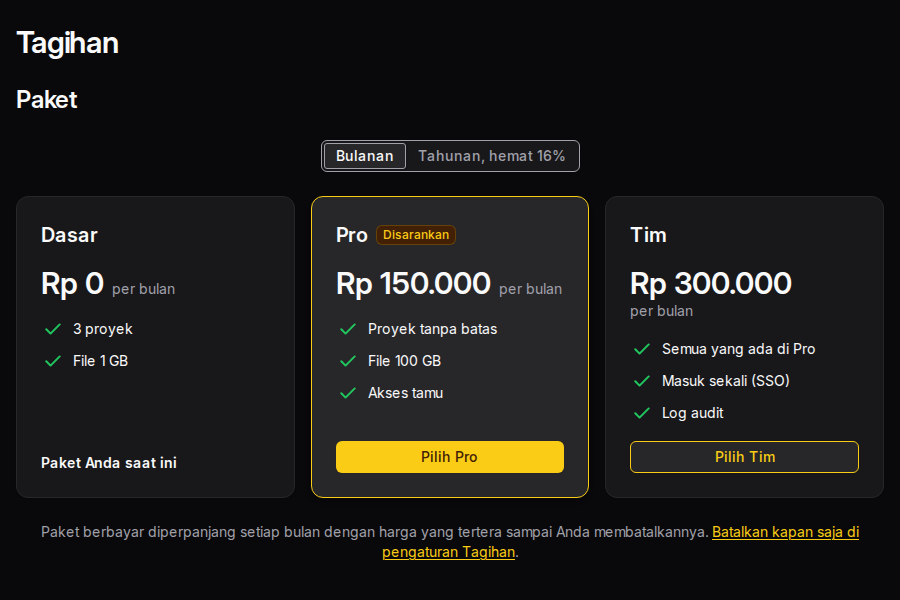 Tagihan
Paket
Bulanan
Tahunan, hemat 16%
Dasar
Rp 0 per bulan
3 proyek
File 1 GB
Paket Anda saat ini
Pro Disarankan
Rp 150.000 per bulan
Proyek tanpa batas
File 100 GB
Akses tamu
Pilih Pro
Tim
Rp 300.000
per bulan
Semua yang ada di Pro
Masuk sekali (SSO)
Log audit
Pilih Tim
Paket berbayar diperpanjang setiap bulan dengan harga yang tertera sampai Anda membatalkannya. Batalkan kapan saja di
pengaturan Tagihan.